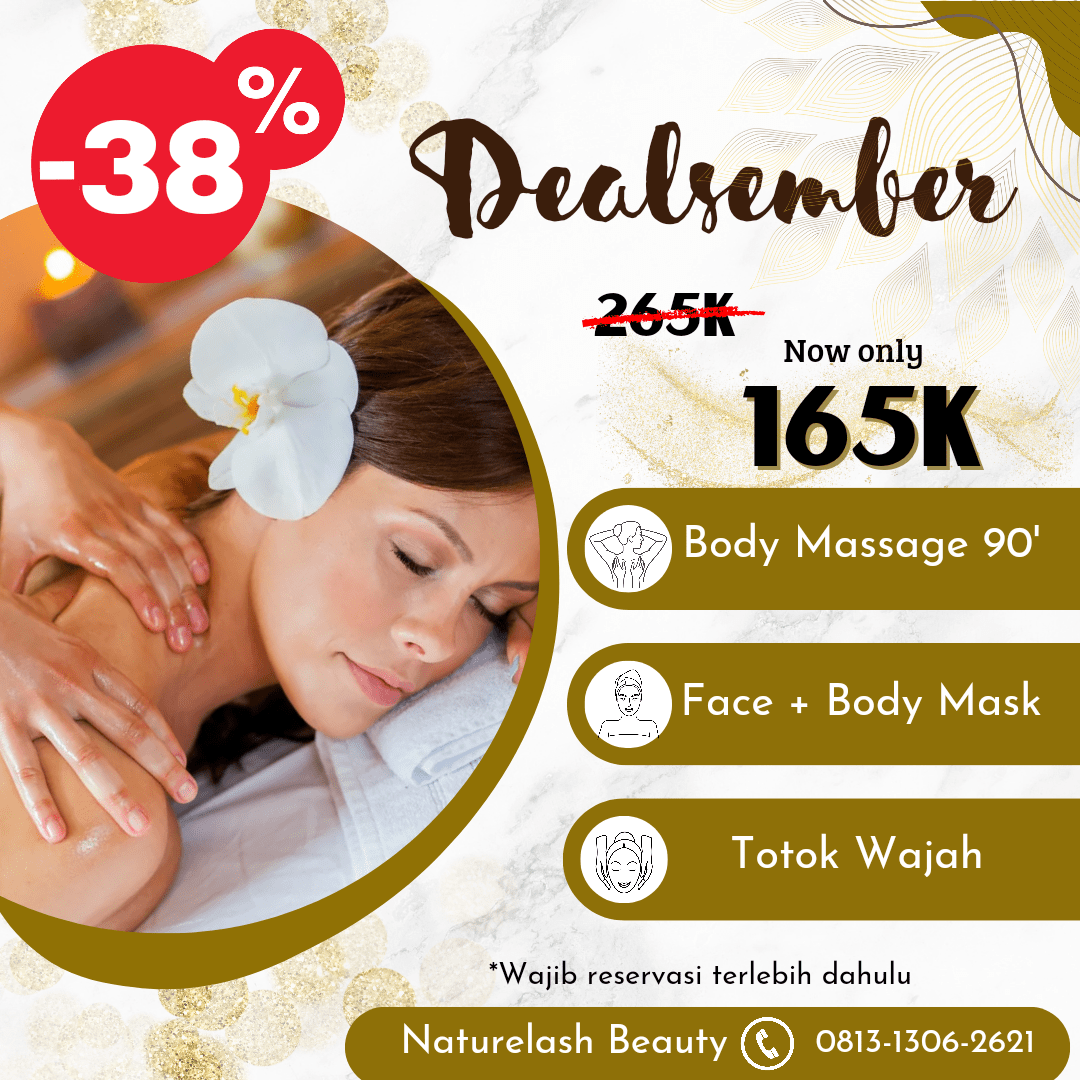 -38%
Dealsember
265K
Now only
165K
Body Massage 90'
Face + Body Mask
Totok Wajah
*Wajib reservasi terlebih dahulu
Naturelash Beauty 0813-1306-2621